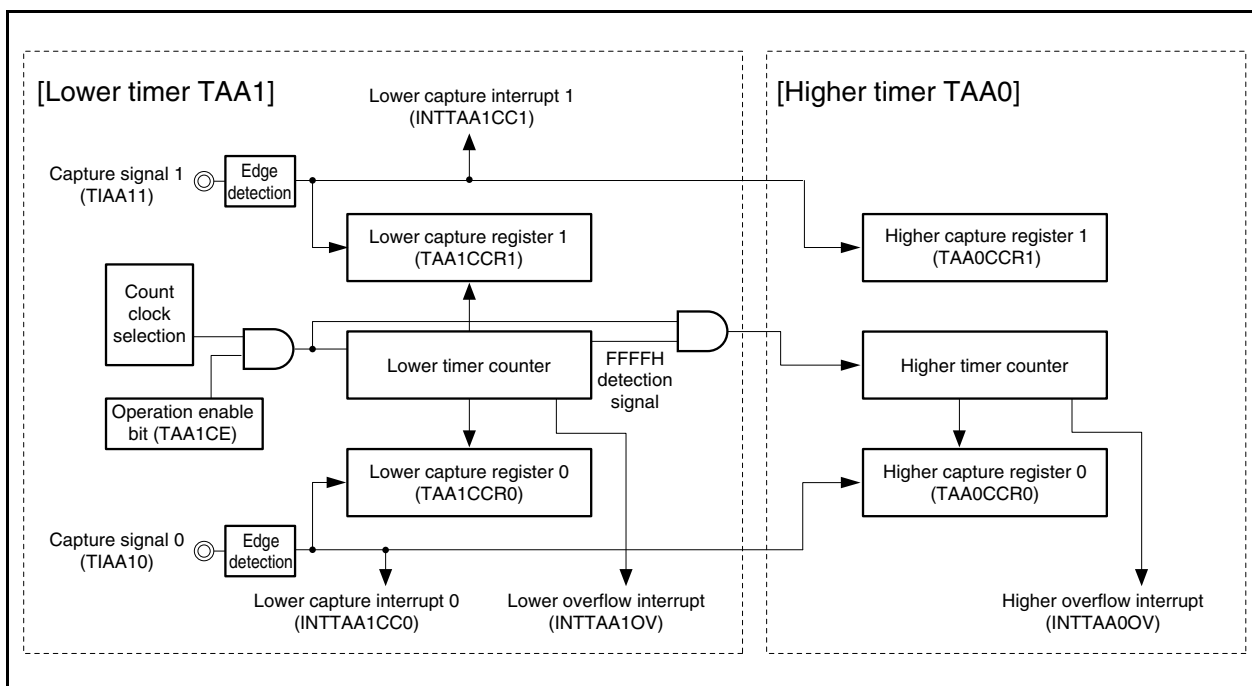 [Lower timer TAA1]
[Higher timer TAA0]
Lower capture interrupt 1
(INTTAA1CC1)
Capture signal 1
(TIAA11)
Edge
detection
Lower capture register 1
(TAA1CCR1)
Higher capture register 1
(TAA0CCR1)
Count
clock
selection
Lower timer counter
FFFFH
detection
signal
Higher timer counter
Operation enable
bit (TAA1CE)
Lower capture register 0
(TAA1CCR0)
Higher capture register 0
(TAA0CCR0)
Capture signal 0
(TIAA10)
Edge
detection
Lower capture interrupt 0
(INTTAA1CC0)
Lower overflow interrupt
(INTTAA1OV)
Higher overflow interrupt
(INTTAA0OV)